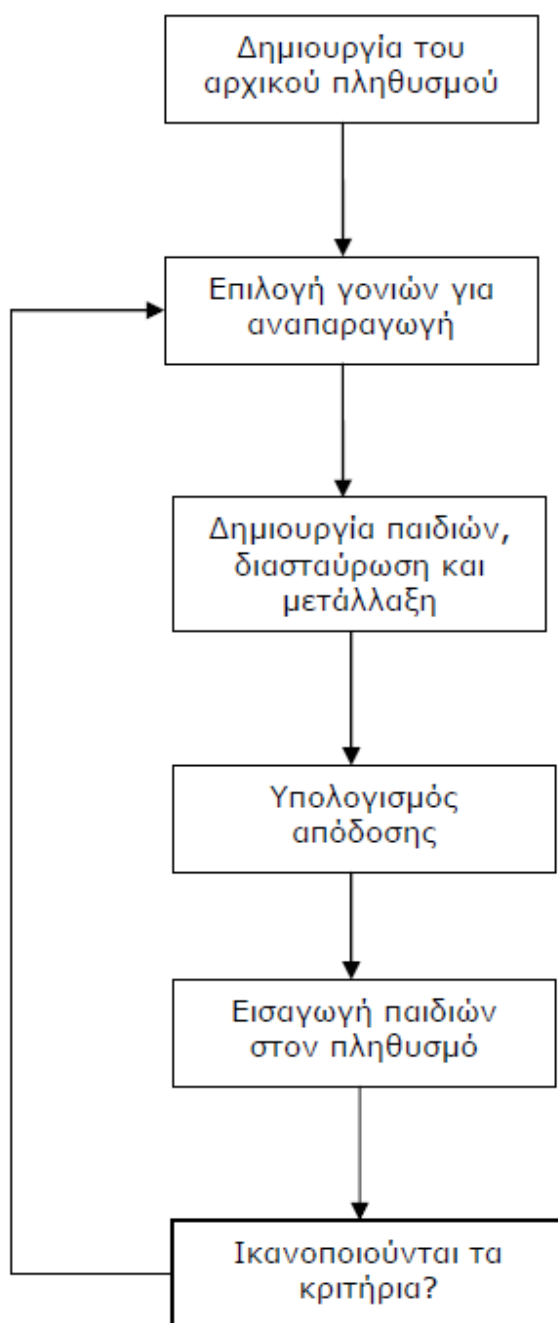 Δημιουργία του
αρχικού πληθυσμού
Επιλογή γονιών για
αναπαραγωγή
Δημιουργία παιδιών,
διασταύρωση και
μετάλλαξη
Υπολογισμός
απόδοσης
Εισαγωγή παιδιών
στον πληθυσμό
Ικανοποιούνται τα
κριτήρια?